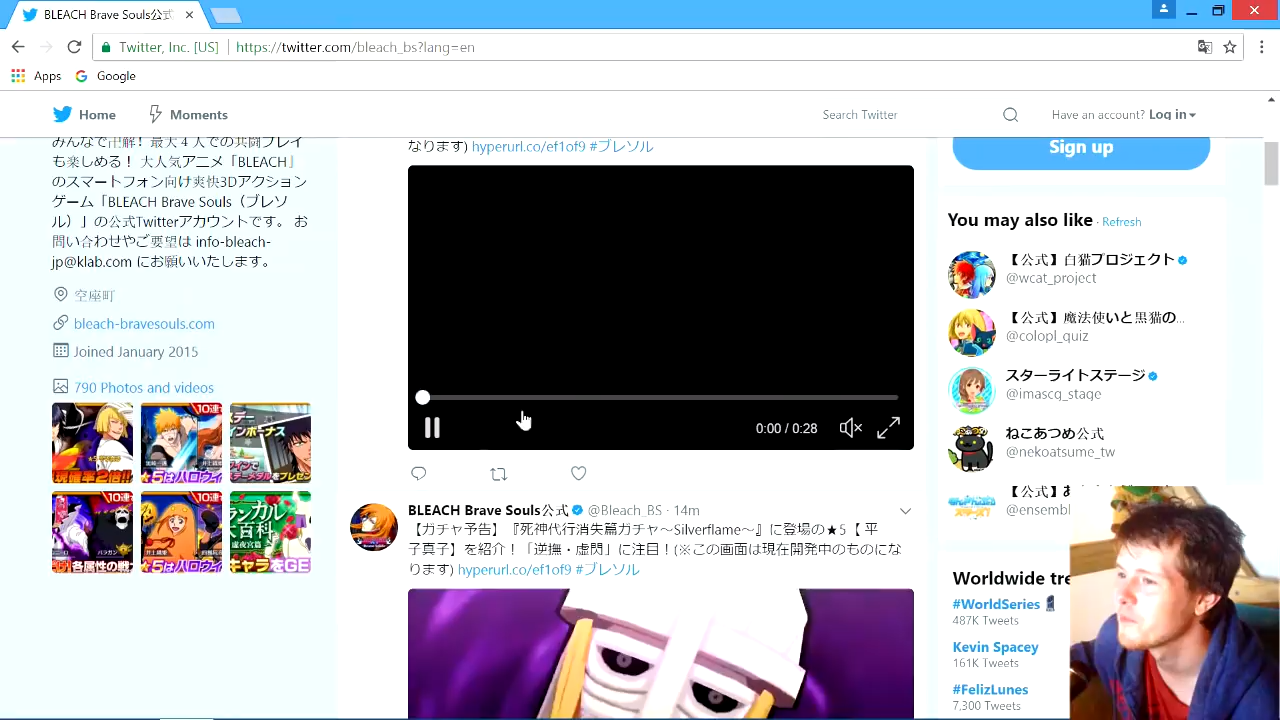 BLEACH Brave Souls公式
Twitter, Inc. [US]
https://twitter.com/bleach_bs?lang=en
Apps
Google
Home
Moments
Search Twitter
Have an account? Log in
みんなで卍解！最大４人での共闘プレイ
も楽しめる！ 大人気アニメ「BLEACH」
のスマートフォン向け爽快3Dアクション
ゲーム「BLEACH Brave Souls（ブレソ
ル）」の公式Twitterアカウントです。 お
問い合わせやご要望は info-bleach-
jp@klab.com にお願いいたします。
空座町
bleach-bravesouls.com
Joined January 2015
790 Photos and videos
なります) hyperurl.co/ef1of9 #ブレソル
0:00 / 0:28
BLEACH Brave Souls公式 @Bleach_BS · 14m
【ガチャ予告】『死神代行消失篇ガチャ～Silverflame～』に登場の★5【 平
子真子】を紹介！「逆撫・虚閃」に注目！(※この画面は現在開発中のものにな
ります) hyperurl.co/ef1of9 #ブレソル
Sign up
You may also like · Refresh
【公式】白猫プロジェクト
@wcat_project
【公式】魔法使いと黒猫の...
@colopl_quiz
スターライトステージ
@imascg_stage
ねこあつめ公式
@nekoatsume_tw
@ensembl
Worldwide tre
#WorldSeries
487K Tweets
Kevin Spacey
161K Tweets
#FelizLunes
7,300 Tweets